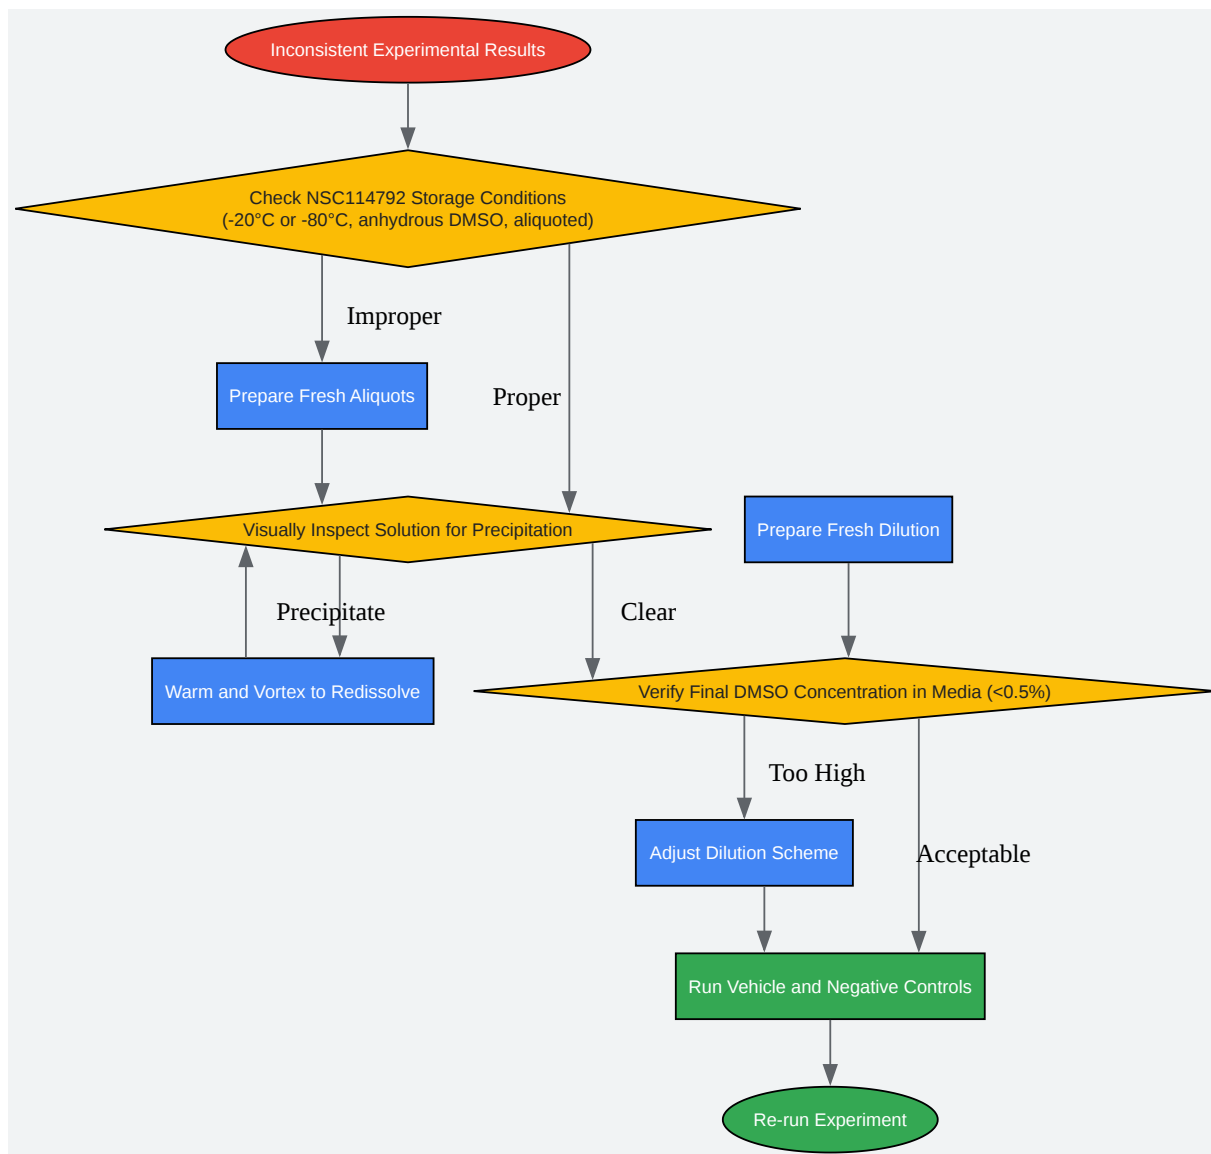 Inconsistent Experimental Results
Check NSC114792 Storage Conditions
(-20°C or -80°C, anhydrous DMSO, aliquoted)
Improper
Prepare Fresh Aliquots
Proper
Visually Inspect Solution for Precipitation
Prepare Fresh Dilution
Precipitate
Clear
Warm and Vortex to Redissolve
Verify Final DMSO Concentration in Media (<0.5%)
Too High
Adjust Dilution Scheme
Acceptable
Run Vehicle and Negative Controls
Re-run Experiment